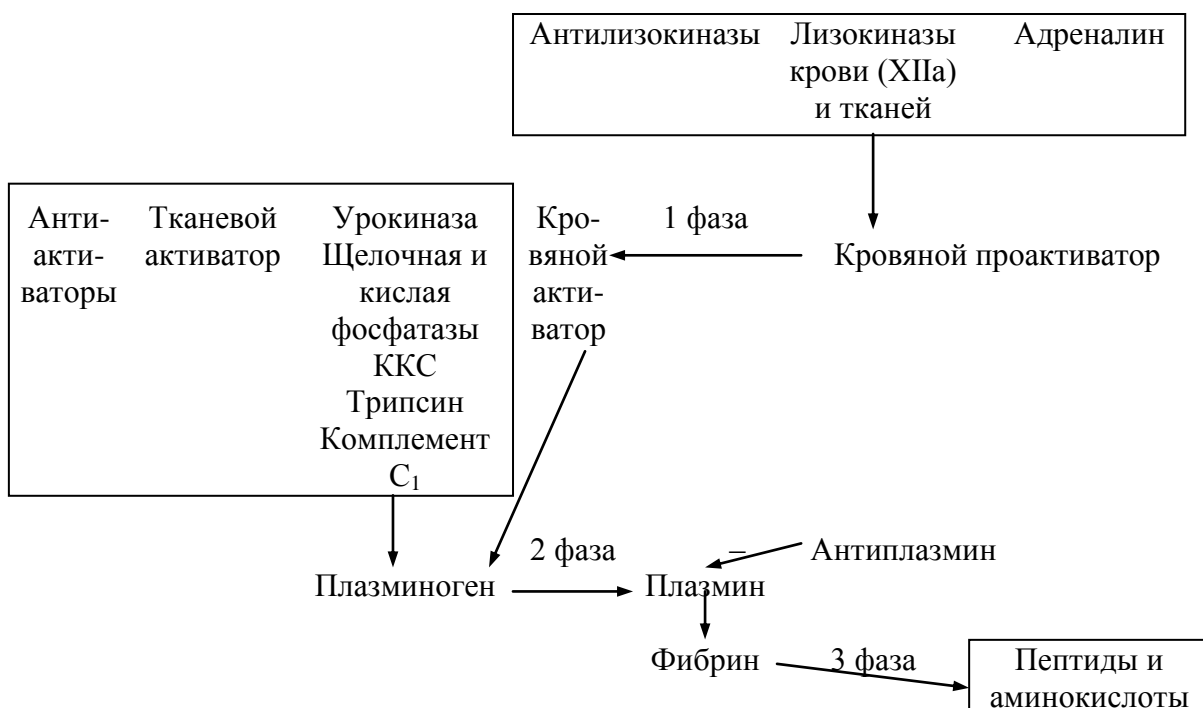 Антилизокиназы Лизокиназы Адреналин
крови (XIIa)
и тканей
Анти-
акти-
ваторы
Тканевой
активатор
Урокиназа
Щелочная и
кислая
фосфатазы
ККС
Трипсин
Комплемент
C1
Кро-
вяной
акти-
ватор
1 фаза
Кровяной проактиватор
2 фаза
–
Антиплазмин
Плазминоген
Плазмин
Фибрин
3 фаза
Пептиды и
аминокислоты